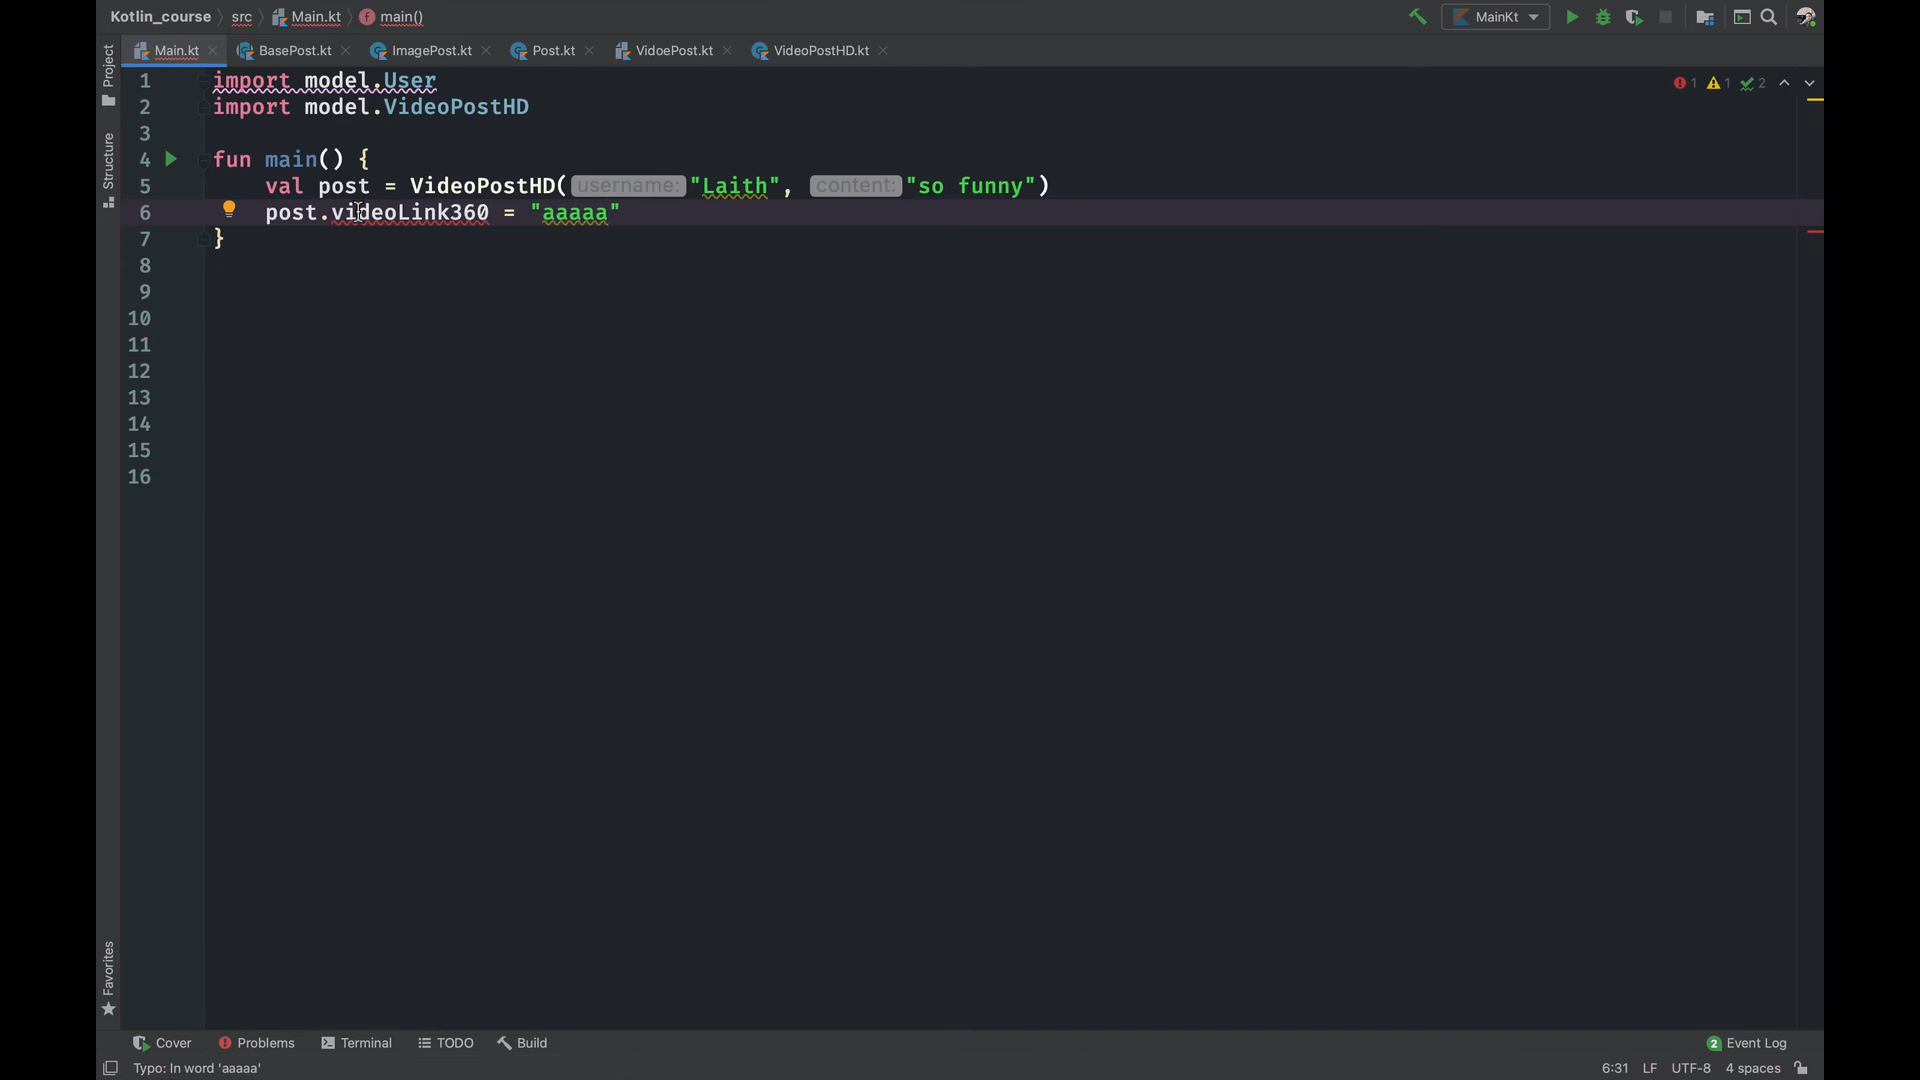 Kotlin_course src Main.kt main() MainKt
Main.kt BasePost.kt ImagePost.kt Post.kt VidoePost.kt VideoPostHD.kt
Project
Structure
Favorites
1 import model.User
2 import model.VideoPostHD
3
4 fun main() {
5 val post = VideoPostHD( username: "Laith", content: "so funny")
6 post.videoLink360 = "aaaaa"
7 }
8
9
10
11
12
13
14
15
16
1 1 2
Cover Problems Terminal TODO Build 2 Event Log
Typo: In word 'aaaaa' 6:31 LF UTF-8 4 spaces